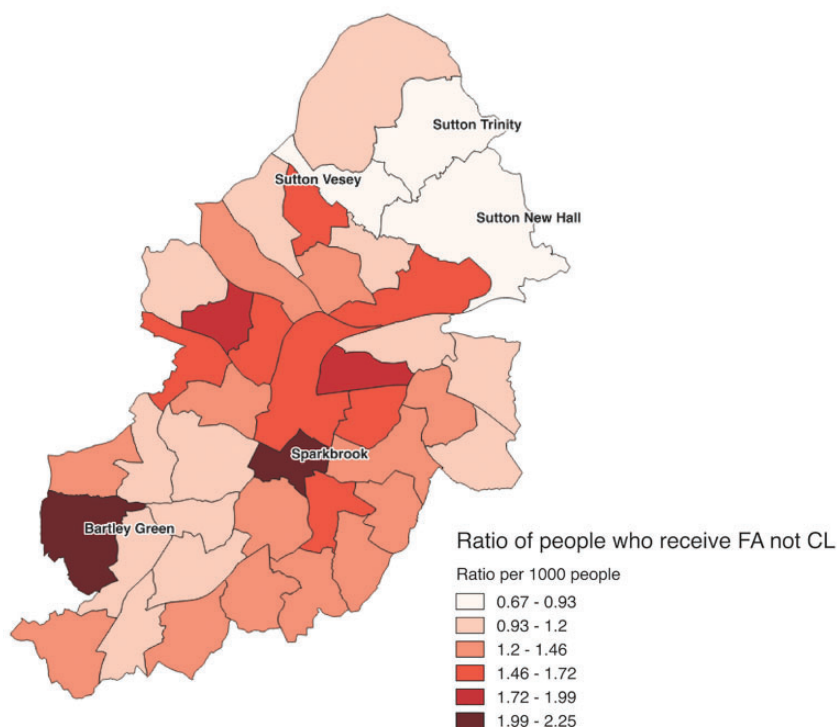 Sutton Trinity
Sutton Vesey
Sutton New Hall
Sparkbrook
Bartley Green
Ratio of people who receive FA not CL
Ratio per 1000 people
0.67 - 0.93
0.93 - 1.2
1.2 - 1.46
1.46 - 1.72
1.72 - 1.99
1.99 - 2.25